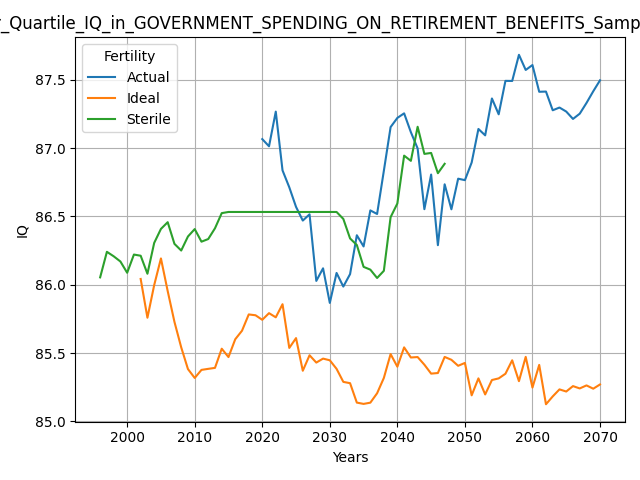 _Quartile_IQ_in_GOVERNMENT_SPENDING_ON_RETIREMENT_BENEFITS_Samp
Fertility
Actual
Ideal
Sterile
87.5
87.0
86.5
86.0
85.5
85.0
IQ
2000 2010 2020 2030 2040 2050 2060 2070
Years